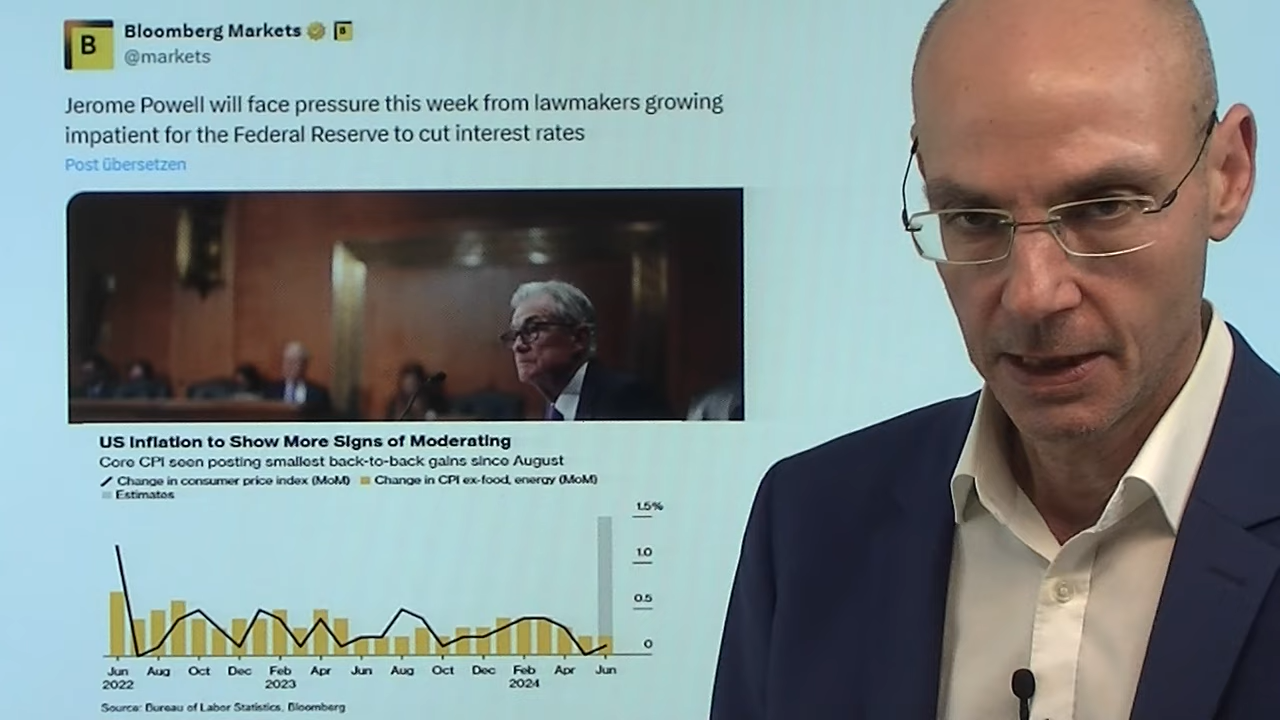 B
Bloomberg Markets B
@markets
Jerome Powell will face pressure this week from lawmakers growing
impatient for the Federal Reserve to cut interest rates
Post übersetzen
US Inflation to Show More Signs of Moderating
Core CPI seen posting smallest back-to-back gains since August
Change in consumer price index (MoM) Change in CPI ex-food, energy (MoM)
Estimates
1.5%
1.0
0.5
0
Jun Aug Oct Dec Feb Apr Jun Aug Oct Dec Feb Apr Jun
2022 2023 2024
Source: Bureau of Labor Statistics, Bloomberg